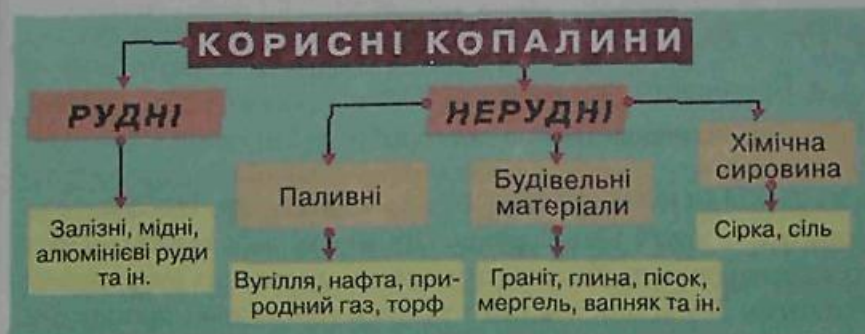 КОРИСНІ КОПАЛИНИ
РУДНІ
НЕРУДНІ
Залізні, мідні,
алюмінієві руди
та ін.
Паливні
Вугілля, нафта, при-
родний газ, торф
Будівельні
матеріали
Граніт, глина, пісок,
мергель, вапняк та ін.
Хімічна
сировина
Сірка, сіль